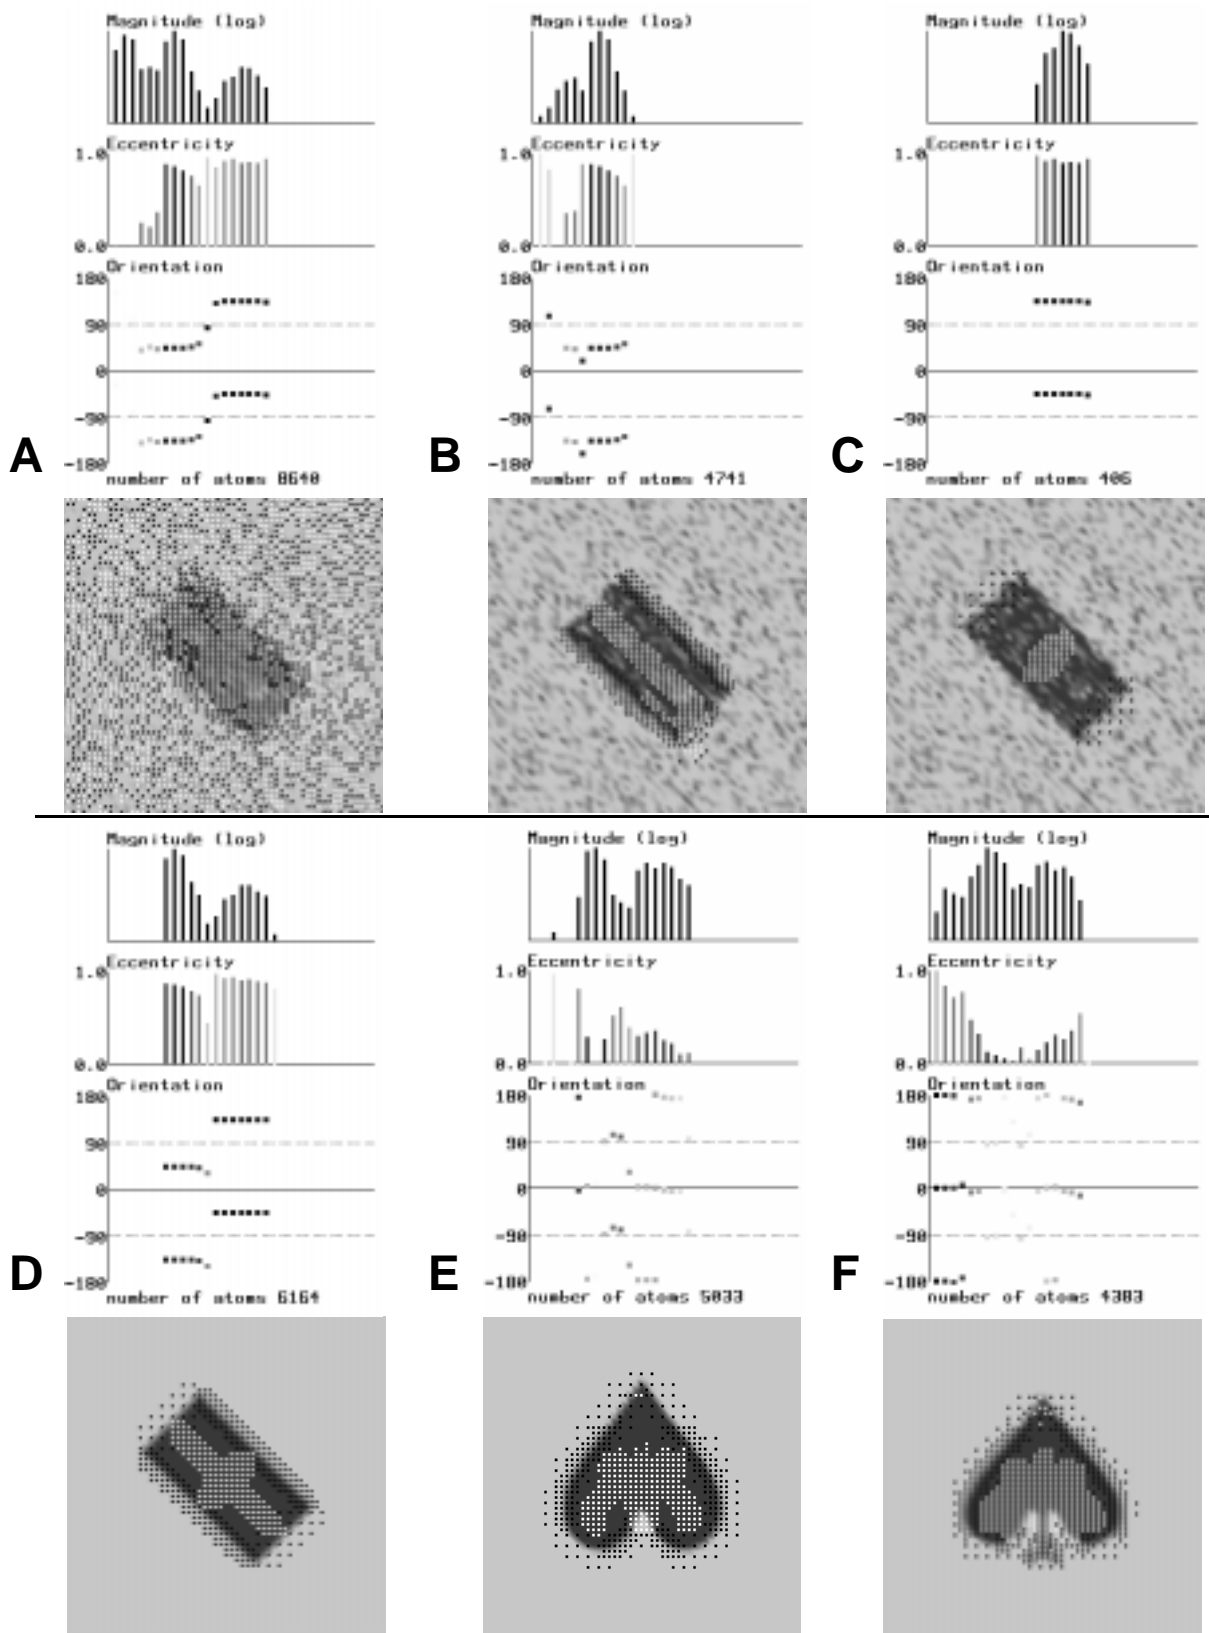 Magnitude (log)
Eccentricity
1.0
0.0
Orientation
180
90
0
-90
-180
A
number of atoms 8640
Magnitude (log)
Eccentricity
1.0
0.0
Orientation
180
90
0
-90
-180
B
number of atoms 4741
Magnitude (log)
Eccentricity
1.0
0.0
Orientation
180
90
0
-90
-180
C
number of atoms 406
Magnitude (log)
Eccentricity
1.0
0.0
Orientation
180
90
0
-90
-180
D
number of atoms 6164
Magnitude (log)
Eccentricity
1.0
0.0
Orientation
180
90
0
-90
-180
E
number of atoms 5033
Magnitude (log)
Eccentricity
1.0
0.0
Orientation
180
90
0
-90
-180
F
number of atoms 4383